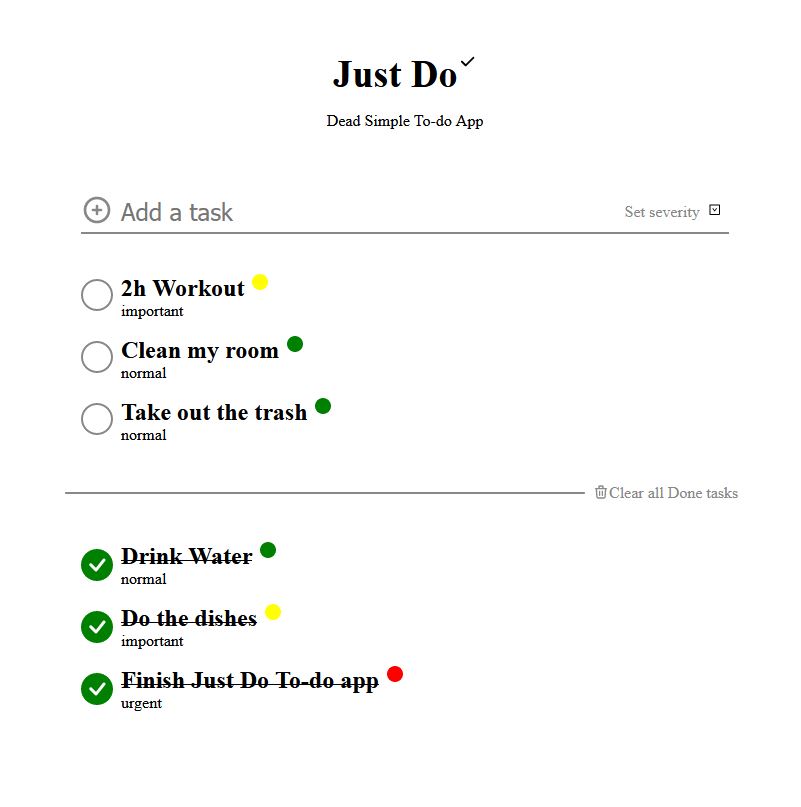 Just Do
Dead Simple To-do App
Add a task Set severity
2h Workout
important
Clean my room
normal
Take out the trash
normal
Clear all Done tasks
Drink Water
normal
Do the dishes
important
Finish Just Do To-do app
urgent